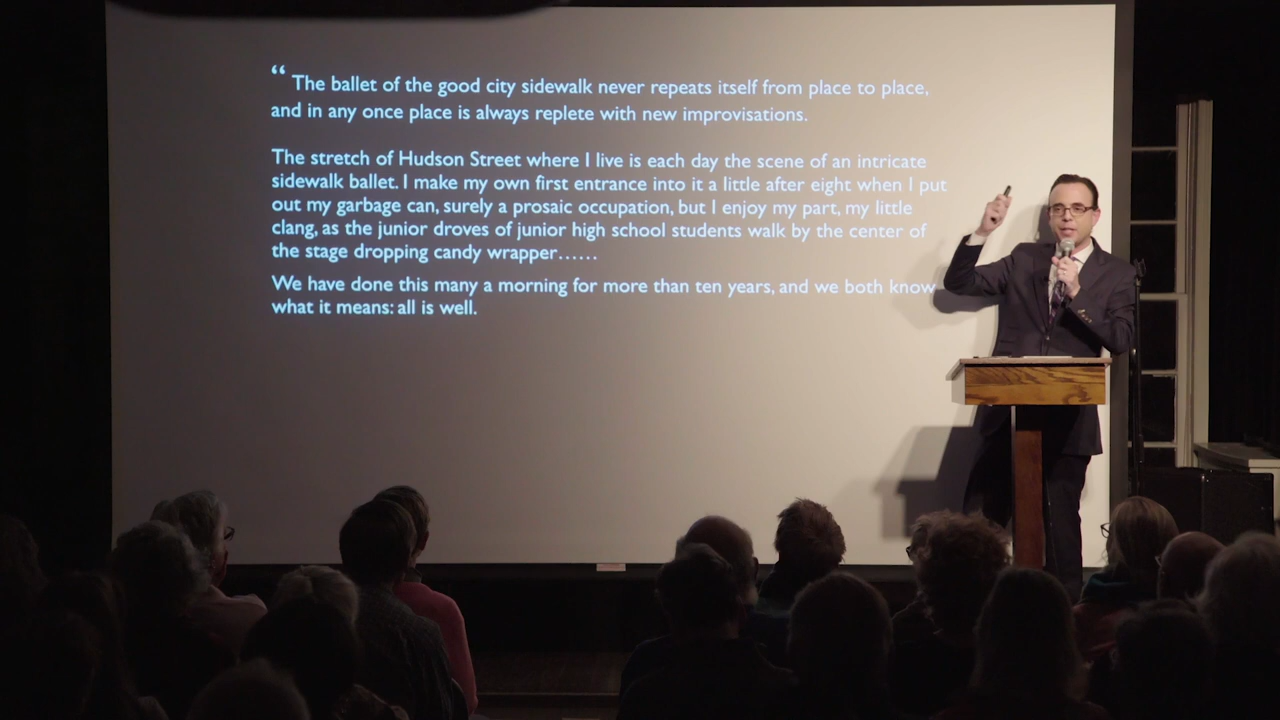 “ The ballet of the good city sidewalk never repeats itself from place to place,
and in any once place is always replete with new improvisations.
The stretch of Hudson Street where I live is each day the scene of an intricate
sidewalk ballet. I make my own first entrance into it a little after eight when I put
out my garbage can, surely a prosaic occupation, but I enjoy my part, my little
clang, as the junior droves of junior high school students walk by the center of
the stage dropping candy wrapper……
We have done this many a morning for more than ten years, and we both know
what it means: all is well.